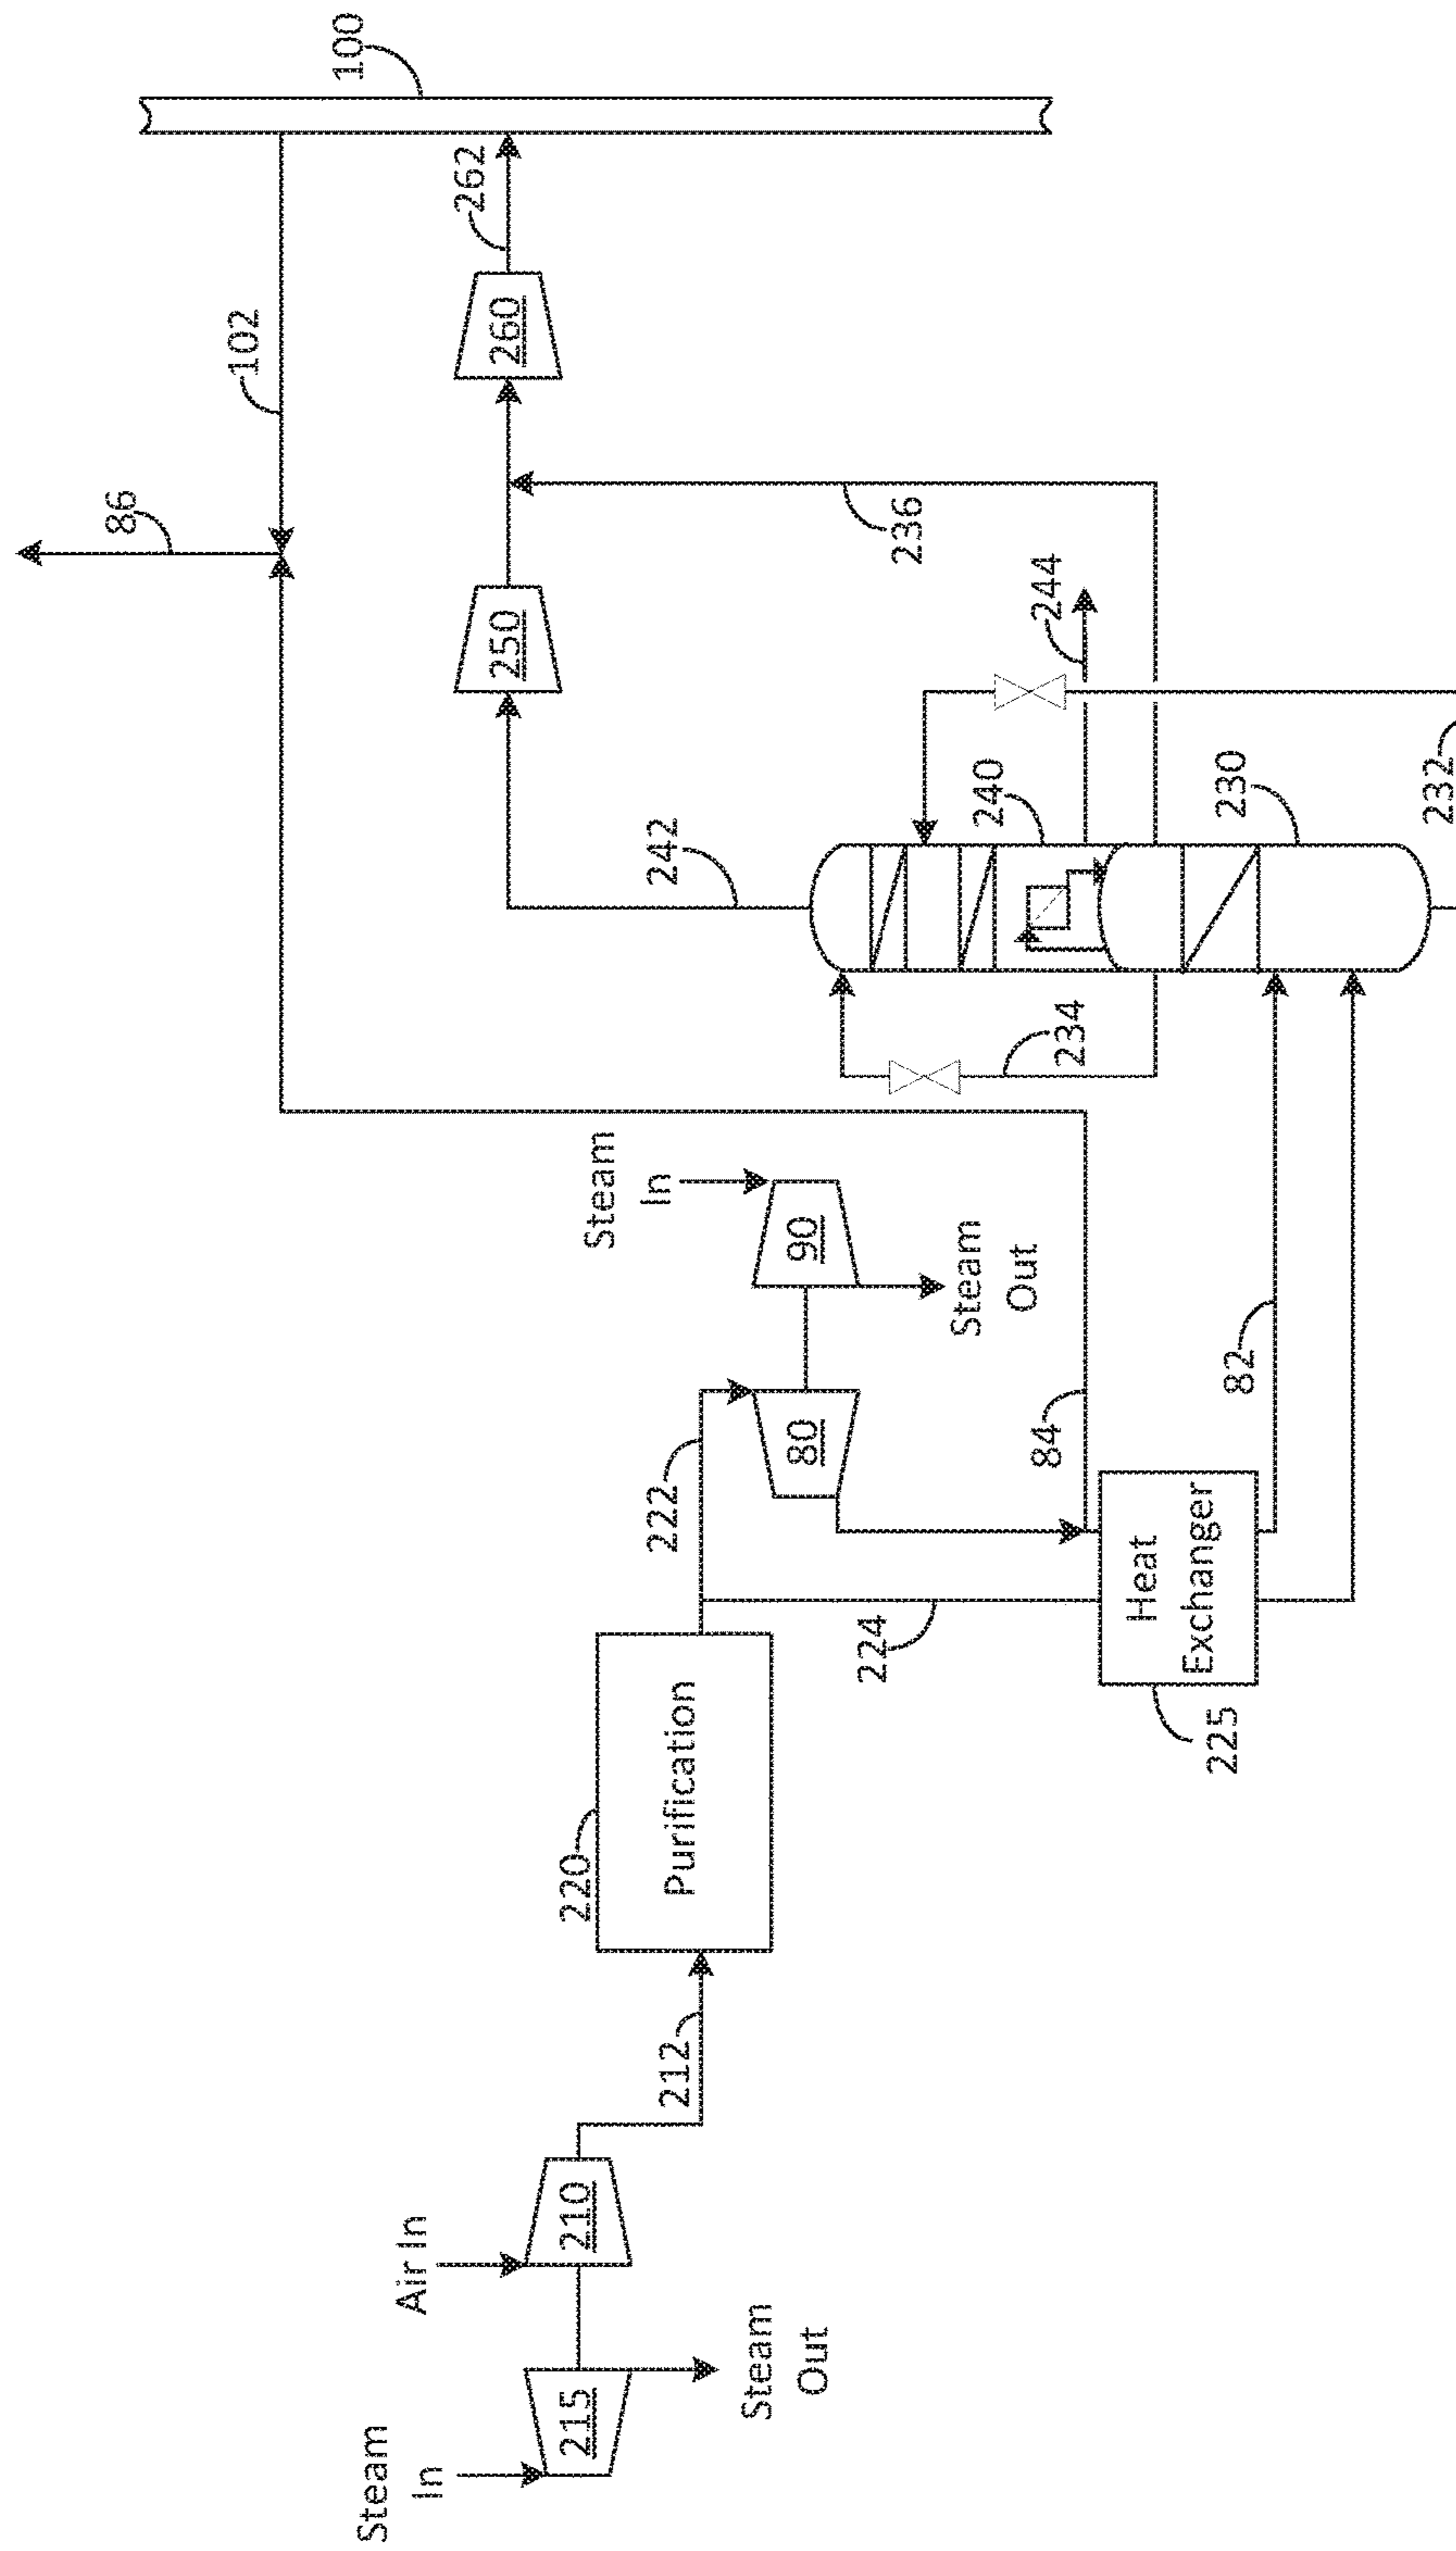 100
102
86
262
260
250
236
244
242
240
230
232
234
Steam
In
90
Steam
Out
80
222
84
82
Heat
Exchanger
225
224
220
Purification
212
Air In
210
215
Steam
In
Steam
Out